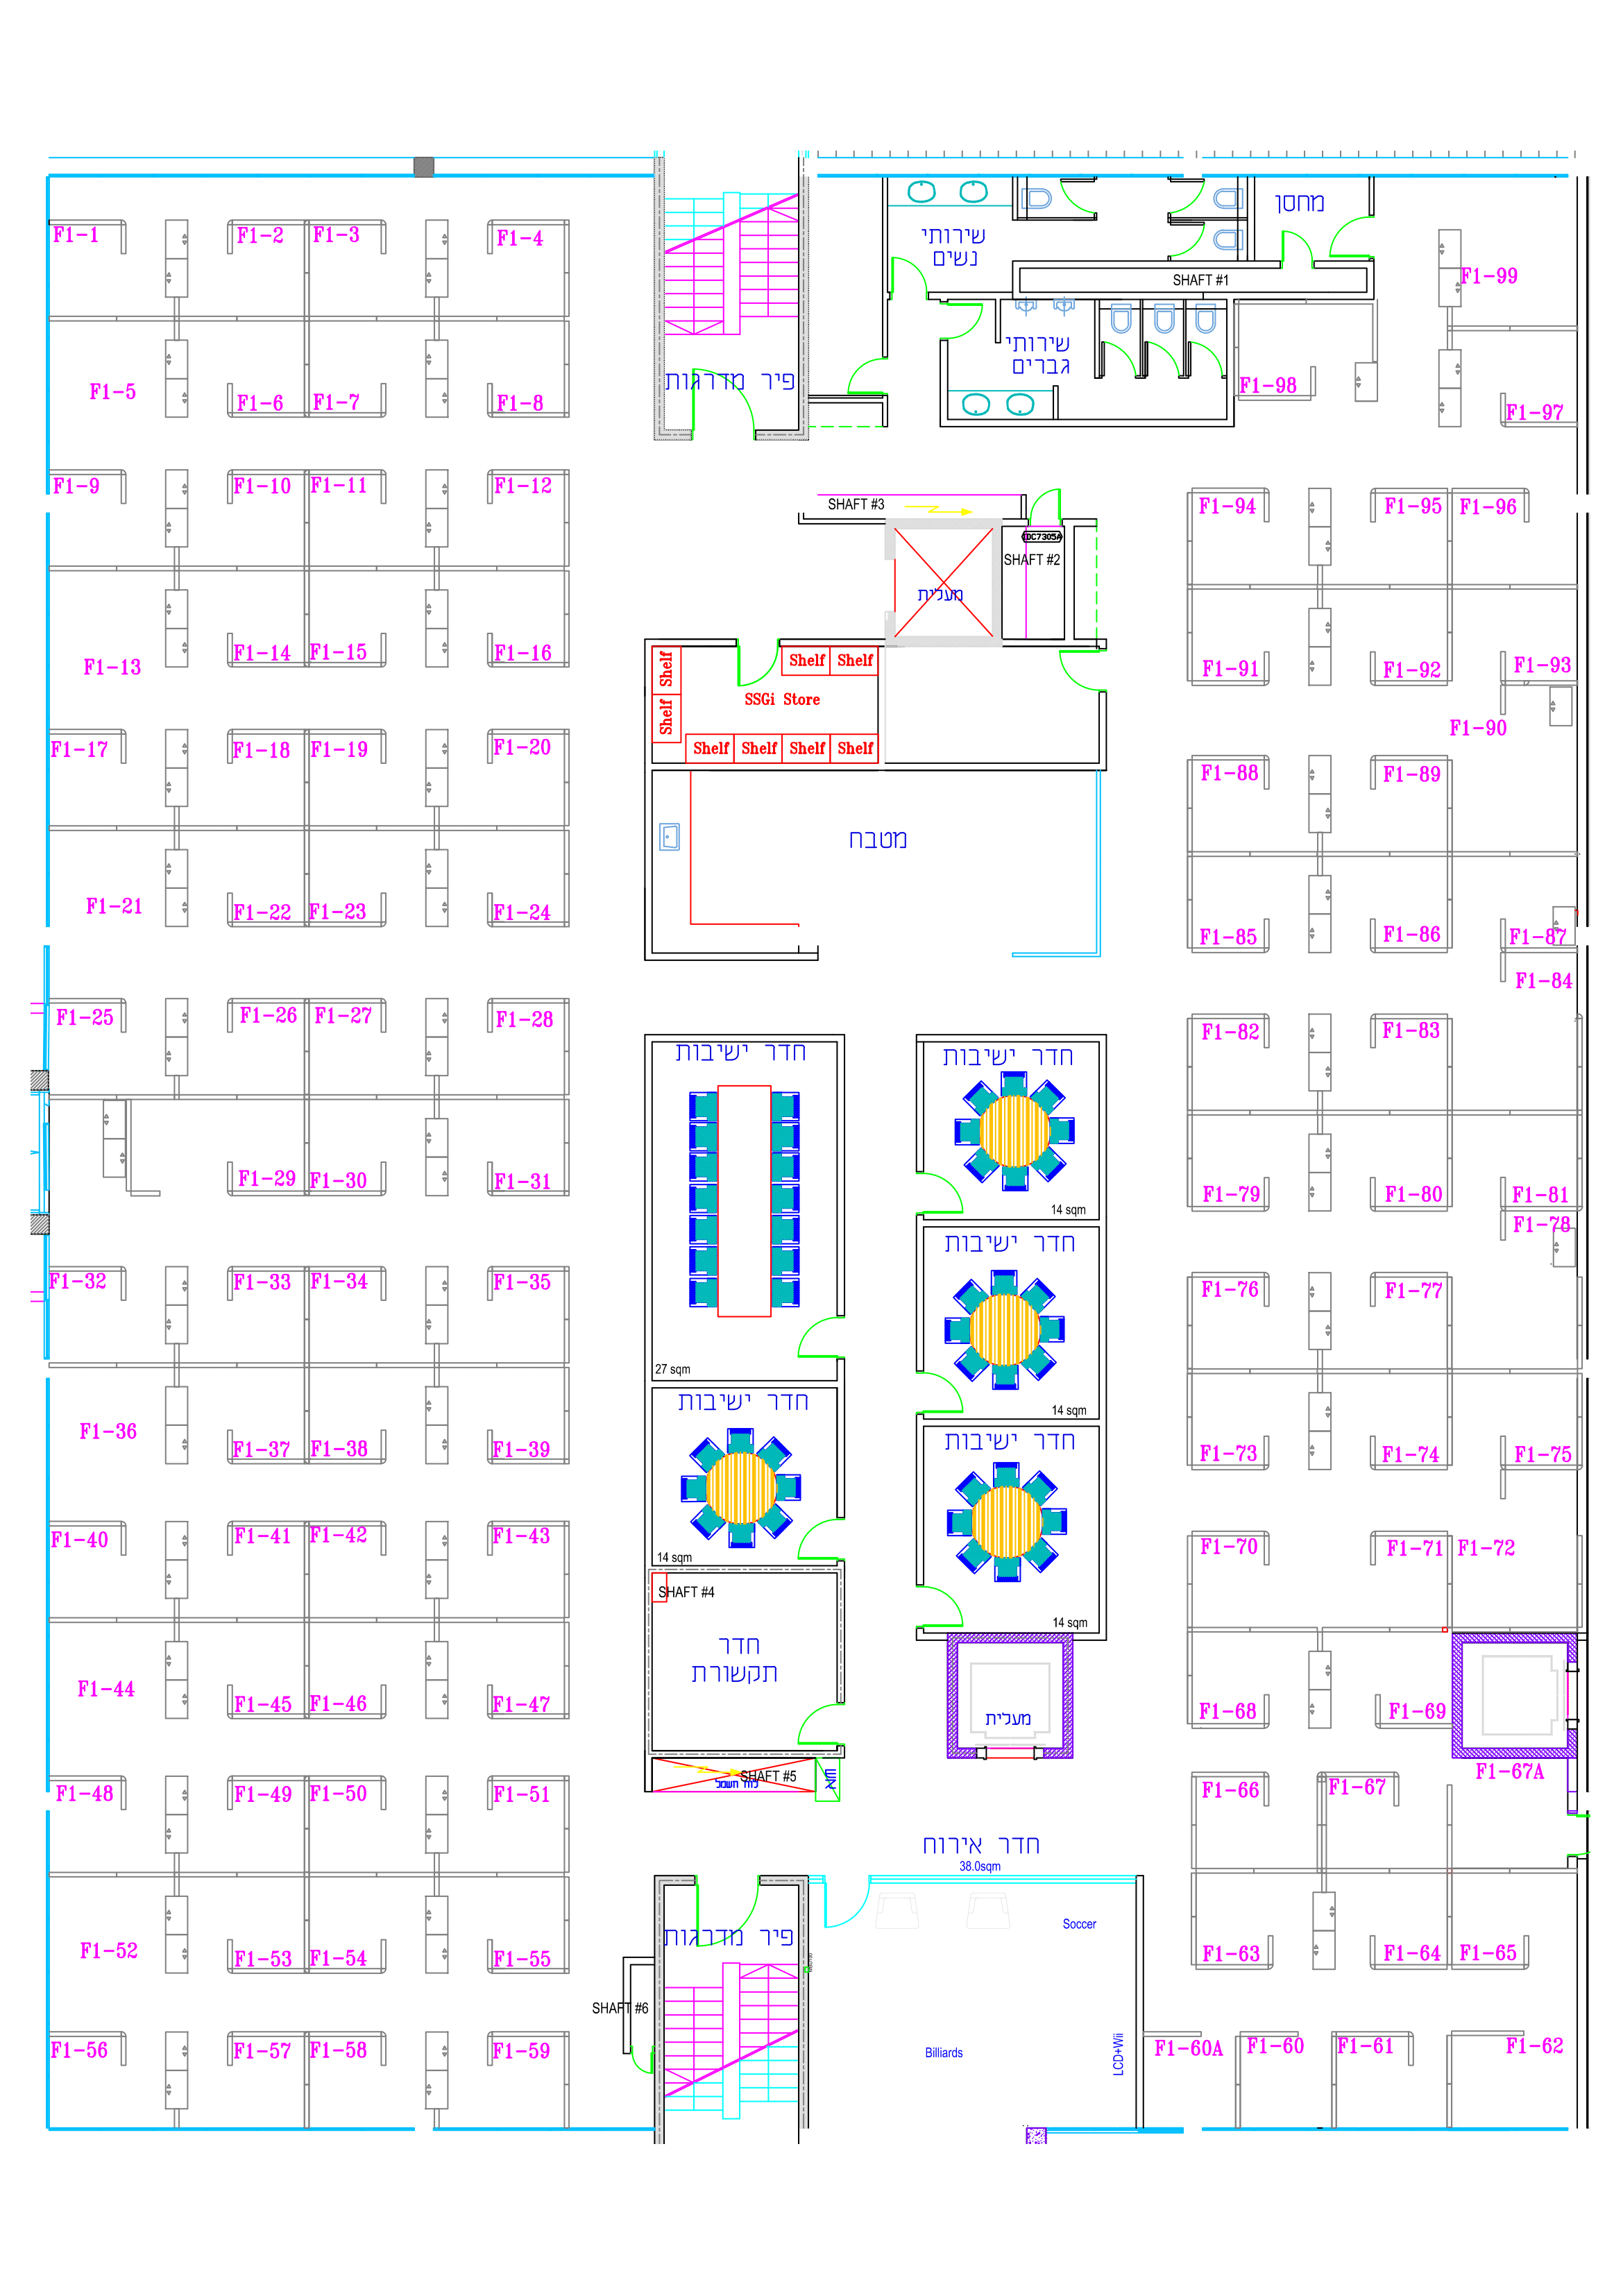 F1-1
F1-2
F1-3
F1-4
F1-5
F1-6
F1-7
F1-8
F1-9
F1-10
F1-11
F1-12
F1-13
F1-14
F1-15
F1-16
F1-17
F1-18
F1-19
F1-20
F1-21
F1-22
F1-23
F1-24
F1-25
F1-26
F1-27
F1-28
F1-29
F1-30
F1-31
F1-32
F1-33
F1-34
F1-35
F1-36
F1-37
F1-38
F1-39
F1-40
F1-41
F1-42
F1-43
F1-44
F1-45
F1-46
F1-47
F1-48
F1-49
F1-50
F1-51
F1-52
F1-53
F1-54
F1-55
F1-56
F1-57
F1-58
F1-59
פיר מדרגות
שירותי
נשים
מחסן
SHAFT #1
שירותי
גברים
SHAFT #3
IDC7305A
SHAFT #2
מעלית
Shelf
Shelf
Shelf
Shelf
SSGi Store
Shelf
Shelf
Shelf
Shelf
מטבח
חדר ישיבות
27 sqm
חדר ישיבות
14 sqm
חדר ישיבות
14 sqm
חדר ישיבות
14 sqm
חדר ישיבות
14 sqm
SHAFT #4
חדר
תקשורת
מעלית
SHAFT #5
לוח חשמל
אש
חדר אירוח
38.0sqm
פיר מדרגות
SHAFT #6
Soccer
Billiards
LCD+Wii
F1-99
F1-98
F1-97
F1-94
F1-95
F1-96
F1-91
F1-92
F1-93
F1-90
F1-88
F1-89
F1-85
F1-86
F1-87
F1-84
F1-82
F1-83
F1-79
F1-80
F1-81
F1-78
F1-76
F1-77
F1-73
F1-74
F1-75
F1-70
F1-71
F1-72
F1-68
F1-69
F1-67A
F1-66
F1-67
F1-63
F1-64
F1-65
F1-60A
F1-60
F1-61
F1-62